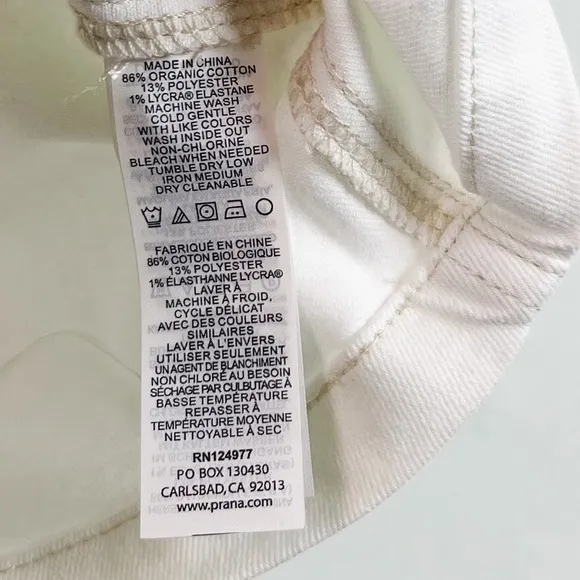 MADE IN CHINA
86% ORGANIC COTTON
13% POLYESTER
1% LYCRA® ELASTANE
MACHINE WASH
COLD GENTLE
WITH LIKE COLORS
WASH INSIDE OUT
NON-CHLORINE
BLEACH WHEN NEEDED
TUMBLE DRY LOW
IRON MEDIUM
DRY CLEANABLE
FABRIQUÉ EN CHINE
86% COTON BIOLOGIQUE
13% POLYESTER
1% ÉLASTHANNE LYCRA®
LAVER À
MACHINE À FROID,
CYCLE DÉLICAT
AVEC DES COULEURS
SIMILAIRES
LAVER À L'ENVERS
UTILISER SEULEMENT
UN AGENT DE BLANCHIMENT
NON CHLORÉ AU BESOIN
SÉCHAGE PAR CULBUTAGE À
BASSE TEMPÉRATURE
REPASSER À
TEMPÉRATURE MOYENNE
NETTOYABLE À SEC
RN124977
PO BOX 130430
CARLSBAD, CA 92013
www.prana.com